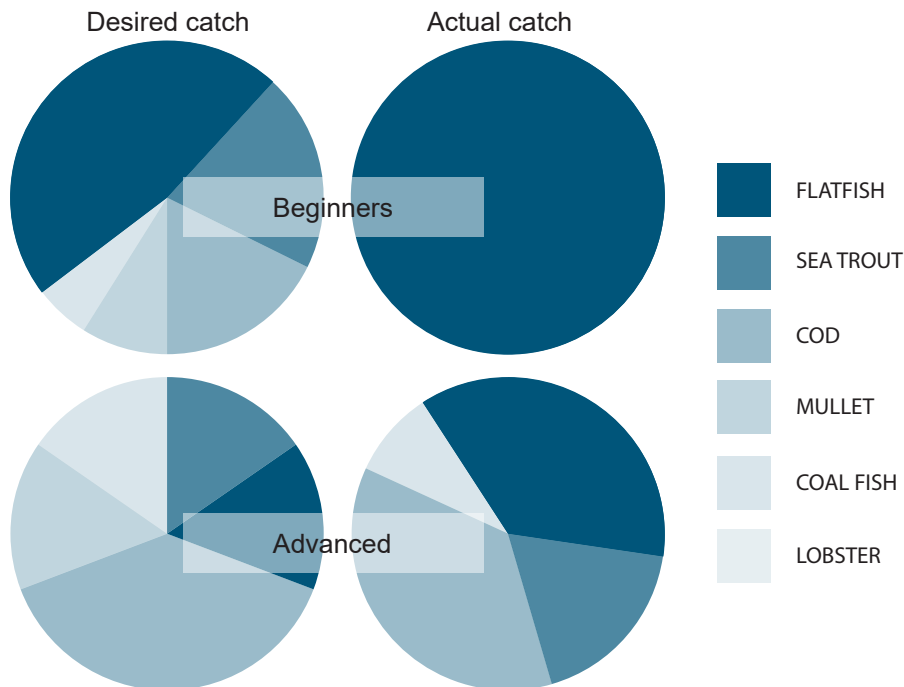 Desired catch
Actual catch
Beginners
FLATFISH
SEA TROUT
COD
MULLET
COAL FISH
LOBSTER
Advanced